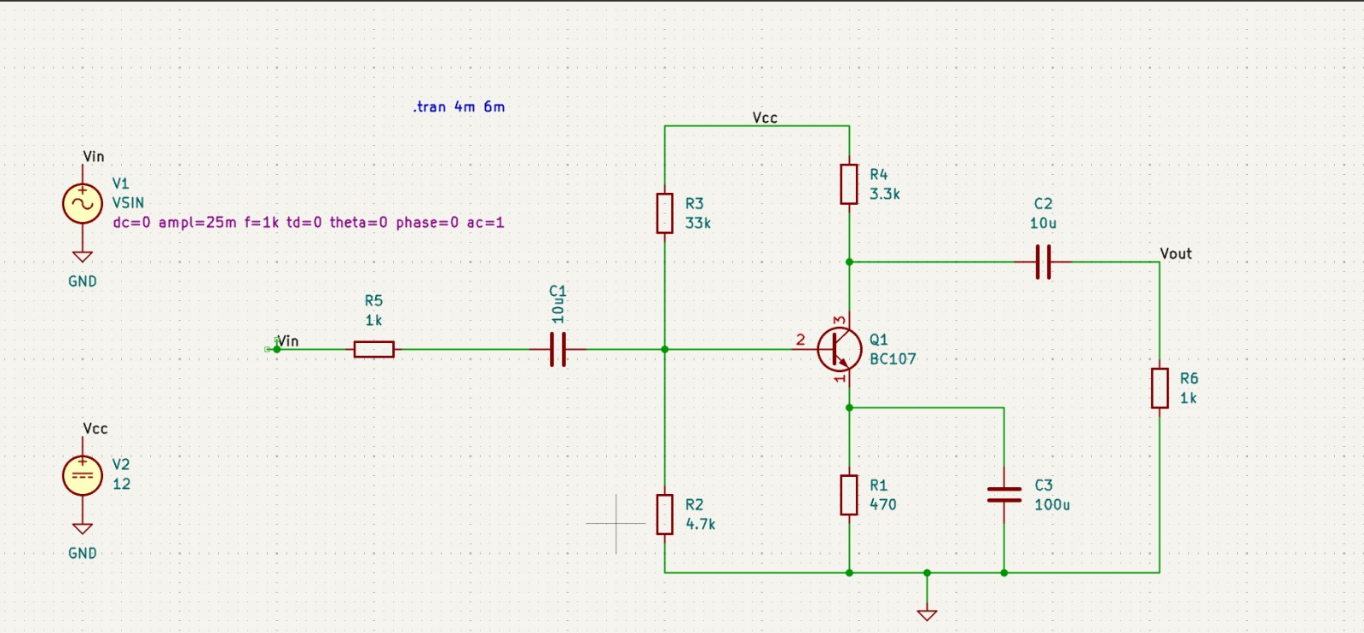 .tran 4m 6m
Vcc
Vin
V1
VSIN
dc=0 ampl=25m f=1k td=0 theta=0 phase=0 ac=1
GND
R4
3.3k
R3
33k
C2
10u
Vout
R5
1k
C1
10u
Vin
2
3
1
Q1
BC107
R6
1k
Vcc
V2
12
GND
R2
4.7k
R1
470
C3
100u